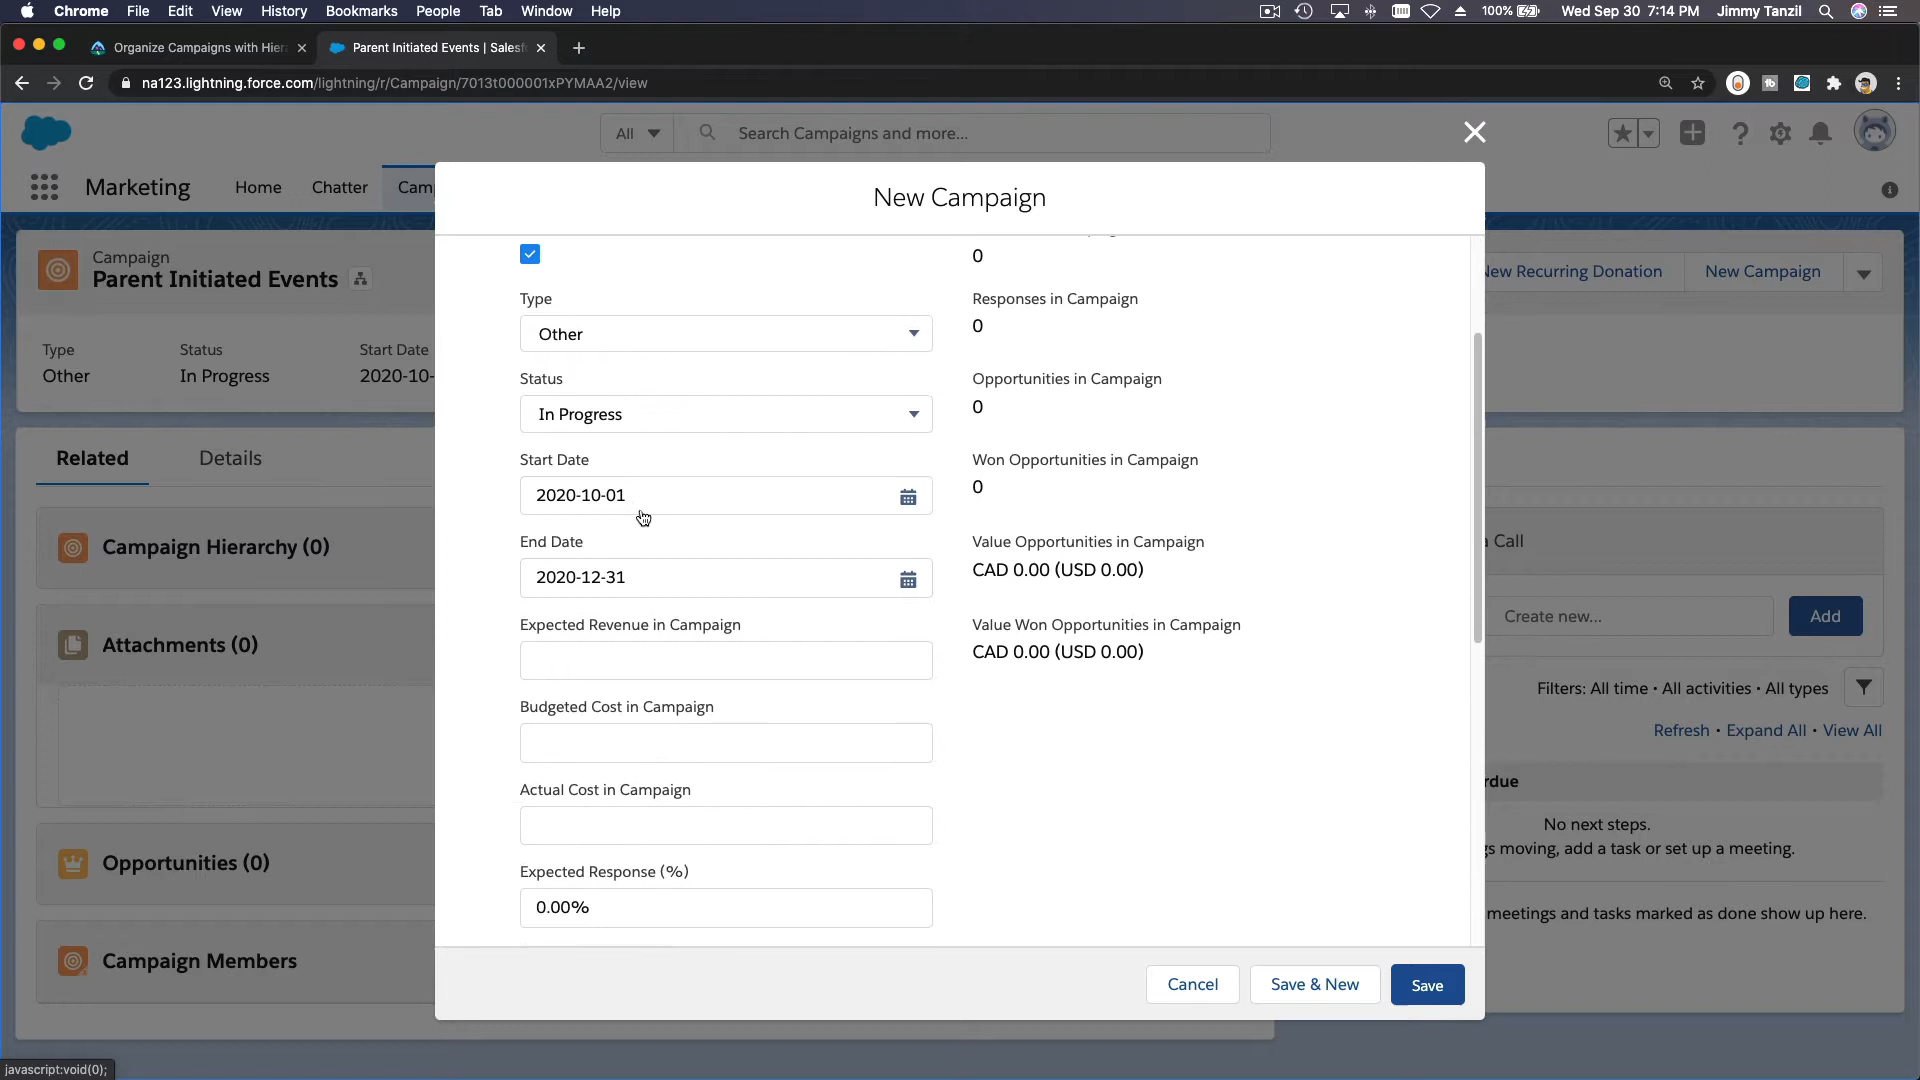 Chrome File Edit View History Bookmarks People Tab Window Help 100% Wed Sep 30 7:14 PM Jimmy Tanzil
Organize Campaigns with Hier
Parent Initiated Events | Salesf
na123.lightning.force.com/lightning/r/Campaign/7013t000001xPYMAA2/view
All
Search Campaigns and more...
Marketing Home Chatter Camp
New Campaign
Campaign
Parent Initiated Events
New Recurring Donation
New Campaign
Type
Other
Status
In Progress
Start Date
2020-10-
Related
Details
Campaign Hierarchy (0)
Attachments (0)
Opportunities (0)
Campaign Members
0
Type
Other
Responses in Campaign
0
Status
In Progress
Opportunities in Campaign
0
Start Date
2020-10-01
Won Opportunities in Campaign
0
End Date
2020-12-31
Value Opportunities in Campaign
CAD 0.00 (USD 0.00)
Expected Revenue in Campaign
Value Won Opportunities in Campaign
CAD 0.00 (USD 0.00)
Budgeted Cost in Campaign
Actual Cost in Campaign
Expected Response (%)
0.00%
Cancel
Save & New
Save
a Call
Create new...
Add
Filters: All time • All activities • All types
Refresh • Expand All • View All
rdue
No next steps.
gs moving, add a task or set up a meeting.
meetings and tasks marked as done show up here.
javascript:void(0);